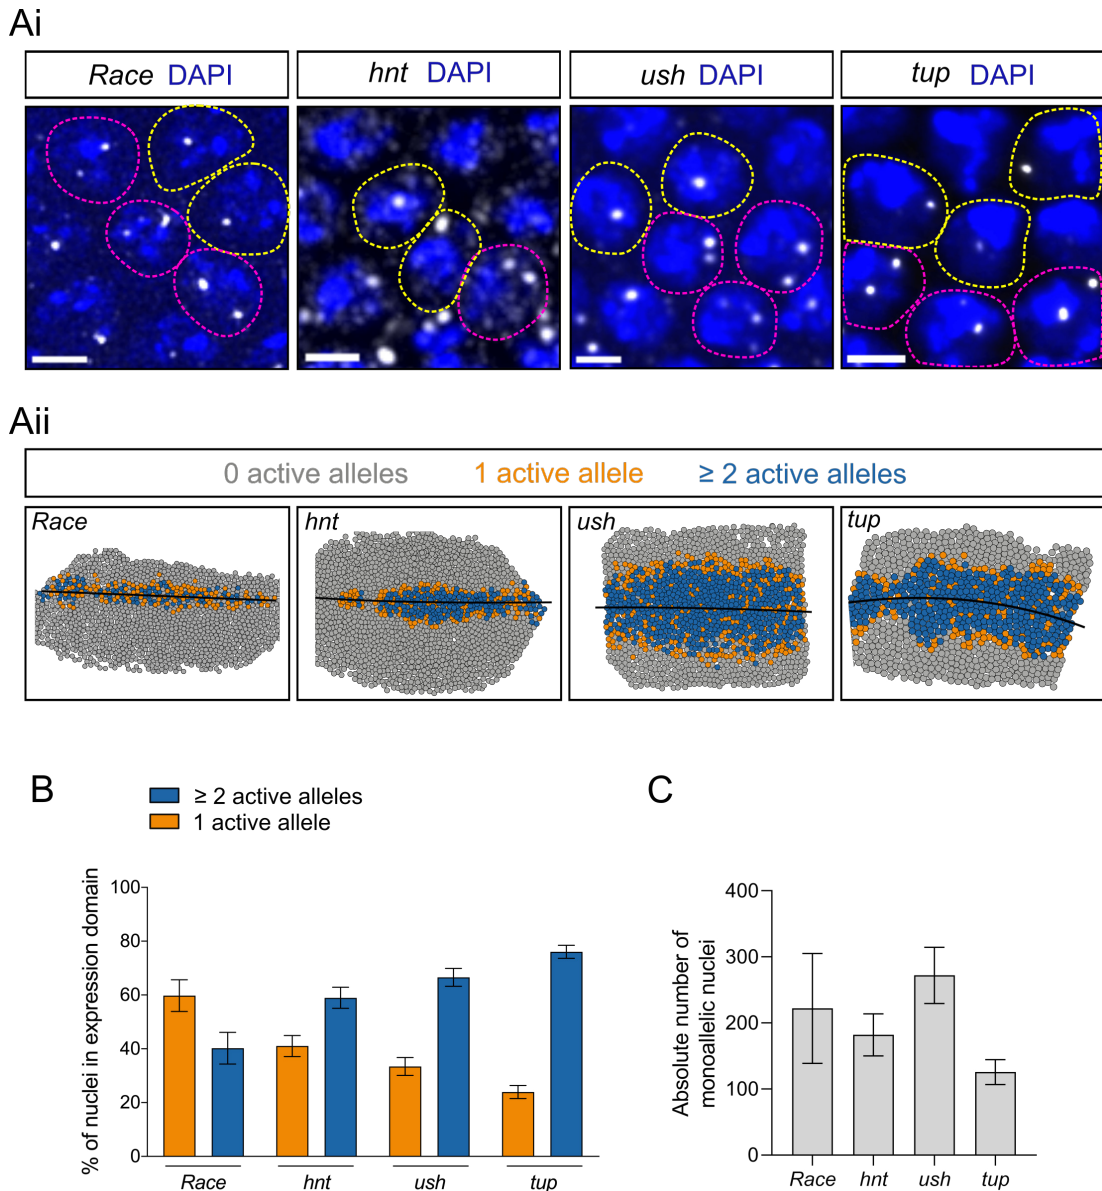 Ai
Race DAPI
hnt DAPI
ush DAPI
tup DAPI
Aii
0 active alleles 1 active allele ≥ 2 active alleles
Race
hnt
ush
tup
B
≥ 2 active alleles
1 active allele
% of nuclei in expression domain
100
80
60
40
20
0
Race hnt ush tup
C
Absolute number of
monoallelic nuclei
400
300
200
100
0
Race hnt ush tup